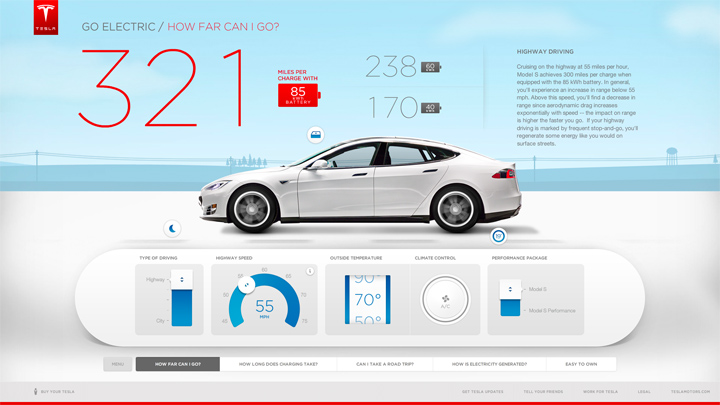 TESLA
GO ELECTRIC / HOW FAR CAN I GO?
321
MILES PER
CHARGE WITH
85
kWh
BATTERY
238 60
kWh
170 40
kWh
HIGHWAY DRIVING
Cruising on the highway at 55 miles per hour,
Model S achieves 300 miles per charge when
equipped with the 85 kWh battery. In general,
you'll experience an increase in range below 55
mph. Above this speed, you'll find a decrease in
range since aerodynamic drag increases
exponentially with speed -- the impact on range
is higher the faster you go. If your highway
driving is marked by frequent stop-and-go, you'll
regenerate some energy like you would on
surface streets.
TYPE OF DRIVING
Highway
City
HIGHWAY SPEED
55
MPH
OUTSIDE TEMPERATURE
90°
70°
50°
CLIMATE CONTROL
A/C
PERFORMANCE PACKAGE
Model S
Model S Performance
MENU
HOW FAR CAN I GO?
HOW LONG DOES CHARGING TAKE?
CAN I TAKE A ROAD TRIP?
HOW IS ELECTRICITY GENERATED?
EASY TO OWN
BUY YOUR TESLA
GET TESLA UPDATES
TELL YOUR FRIENDS
WORK FOR TESLA
LEGAL
TESLAMOTORS.COM